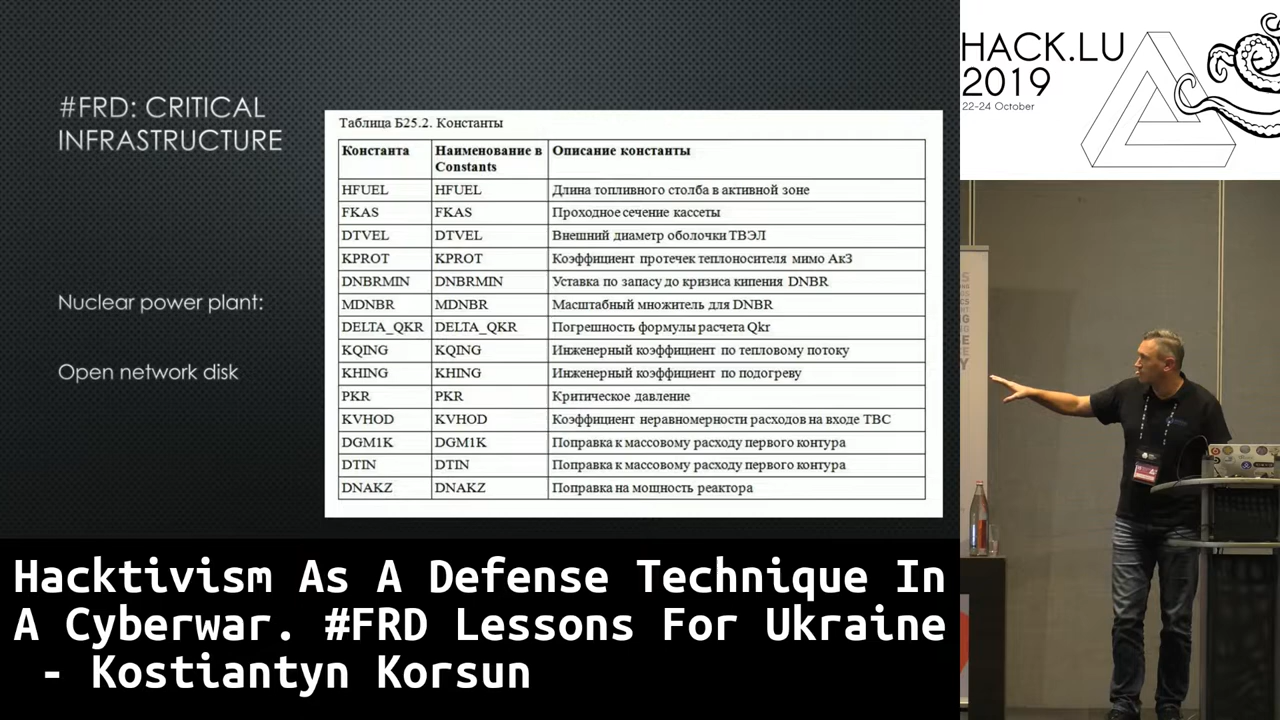 #FRD: CRITICAL
INFRASTRUCTURE
Nuclear power plant:
Open network disk
Таблица Б25.2. Константы
Константа Наименование в Constants Описание константы
HFUEL HFUEL Длина топливного столба в активной зоне
FKAS FKAS Проходное сечение кассеты
DTVEL DTVEL Внешний диаметр оболочки ТВЭЛ
KPROT KPROT Коэффициент протечек теплоносителя мимо АкЗ
DNBRMIN DNBRMIN Уставка по запасу до кризиса кипения DNBR
MDNBR MDNBR Масштабный множитель для DNBR
DELTA_QKR DELTA_QKR Погрешность формулы расчета Qkr
KQING KQING Инженерный коэффициент по тепловому потоку
KHING KHING Инженерный коэффициент по подогреву
PKR PKR Критическое давление
KVHOD KVHOD Коэффициент неравномерности расходов на входе ТВС
DGM1K DGM1K Поправка к массовому расходу первого контура
DTIN DTIN Поправка к массовому расходу первого контура
DNAKZ DNAKZ Поправка на мощность реактора
HACK.LU
2019
22-24 October
Hacktivism As A Defense Technique In
A Cyberwar. #FRD Lessons For Ukraine
- Kostiantyn Korsun